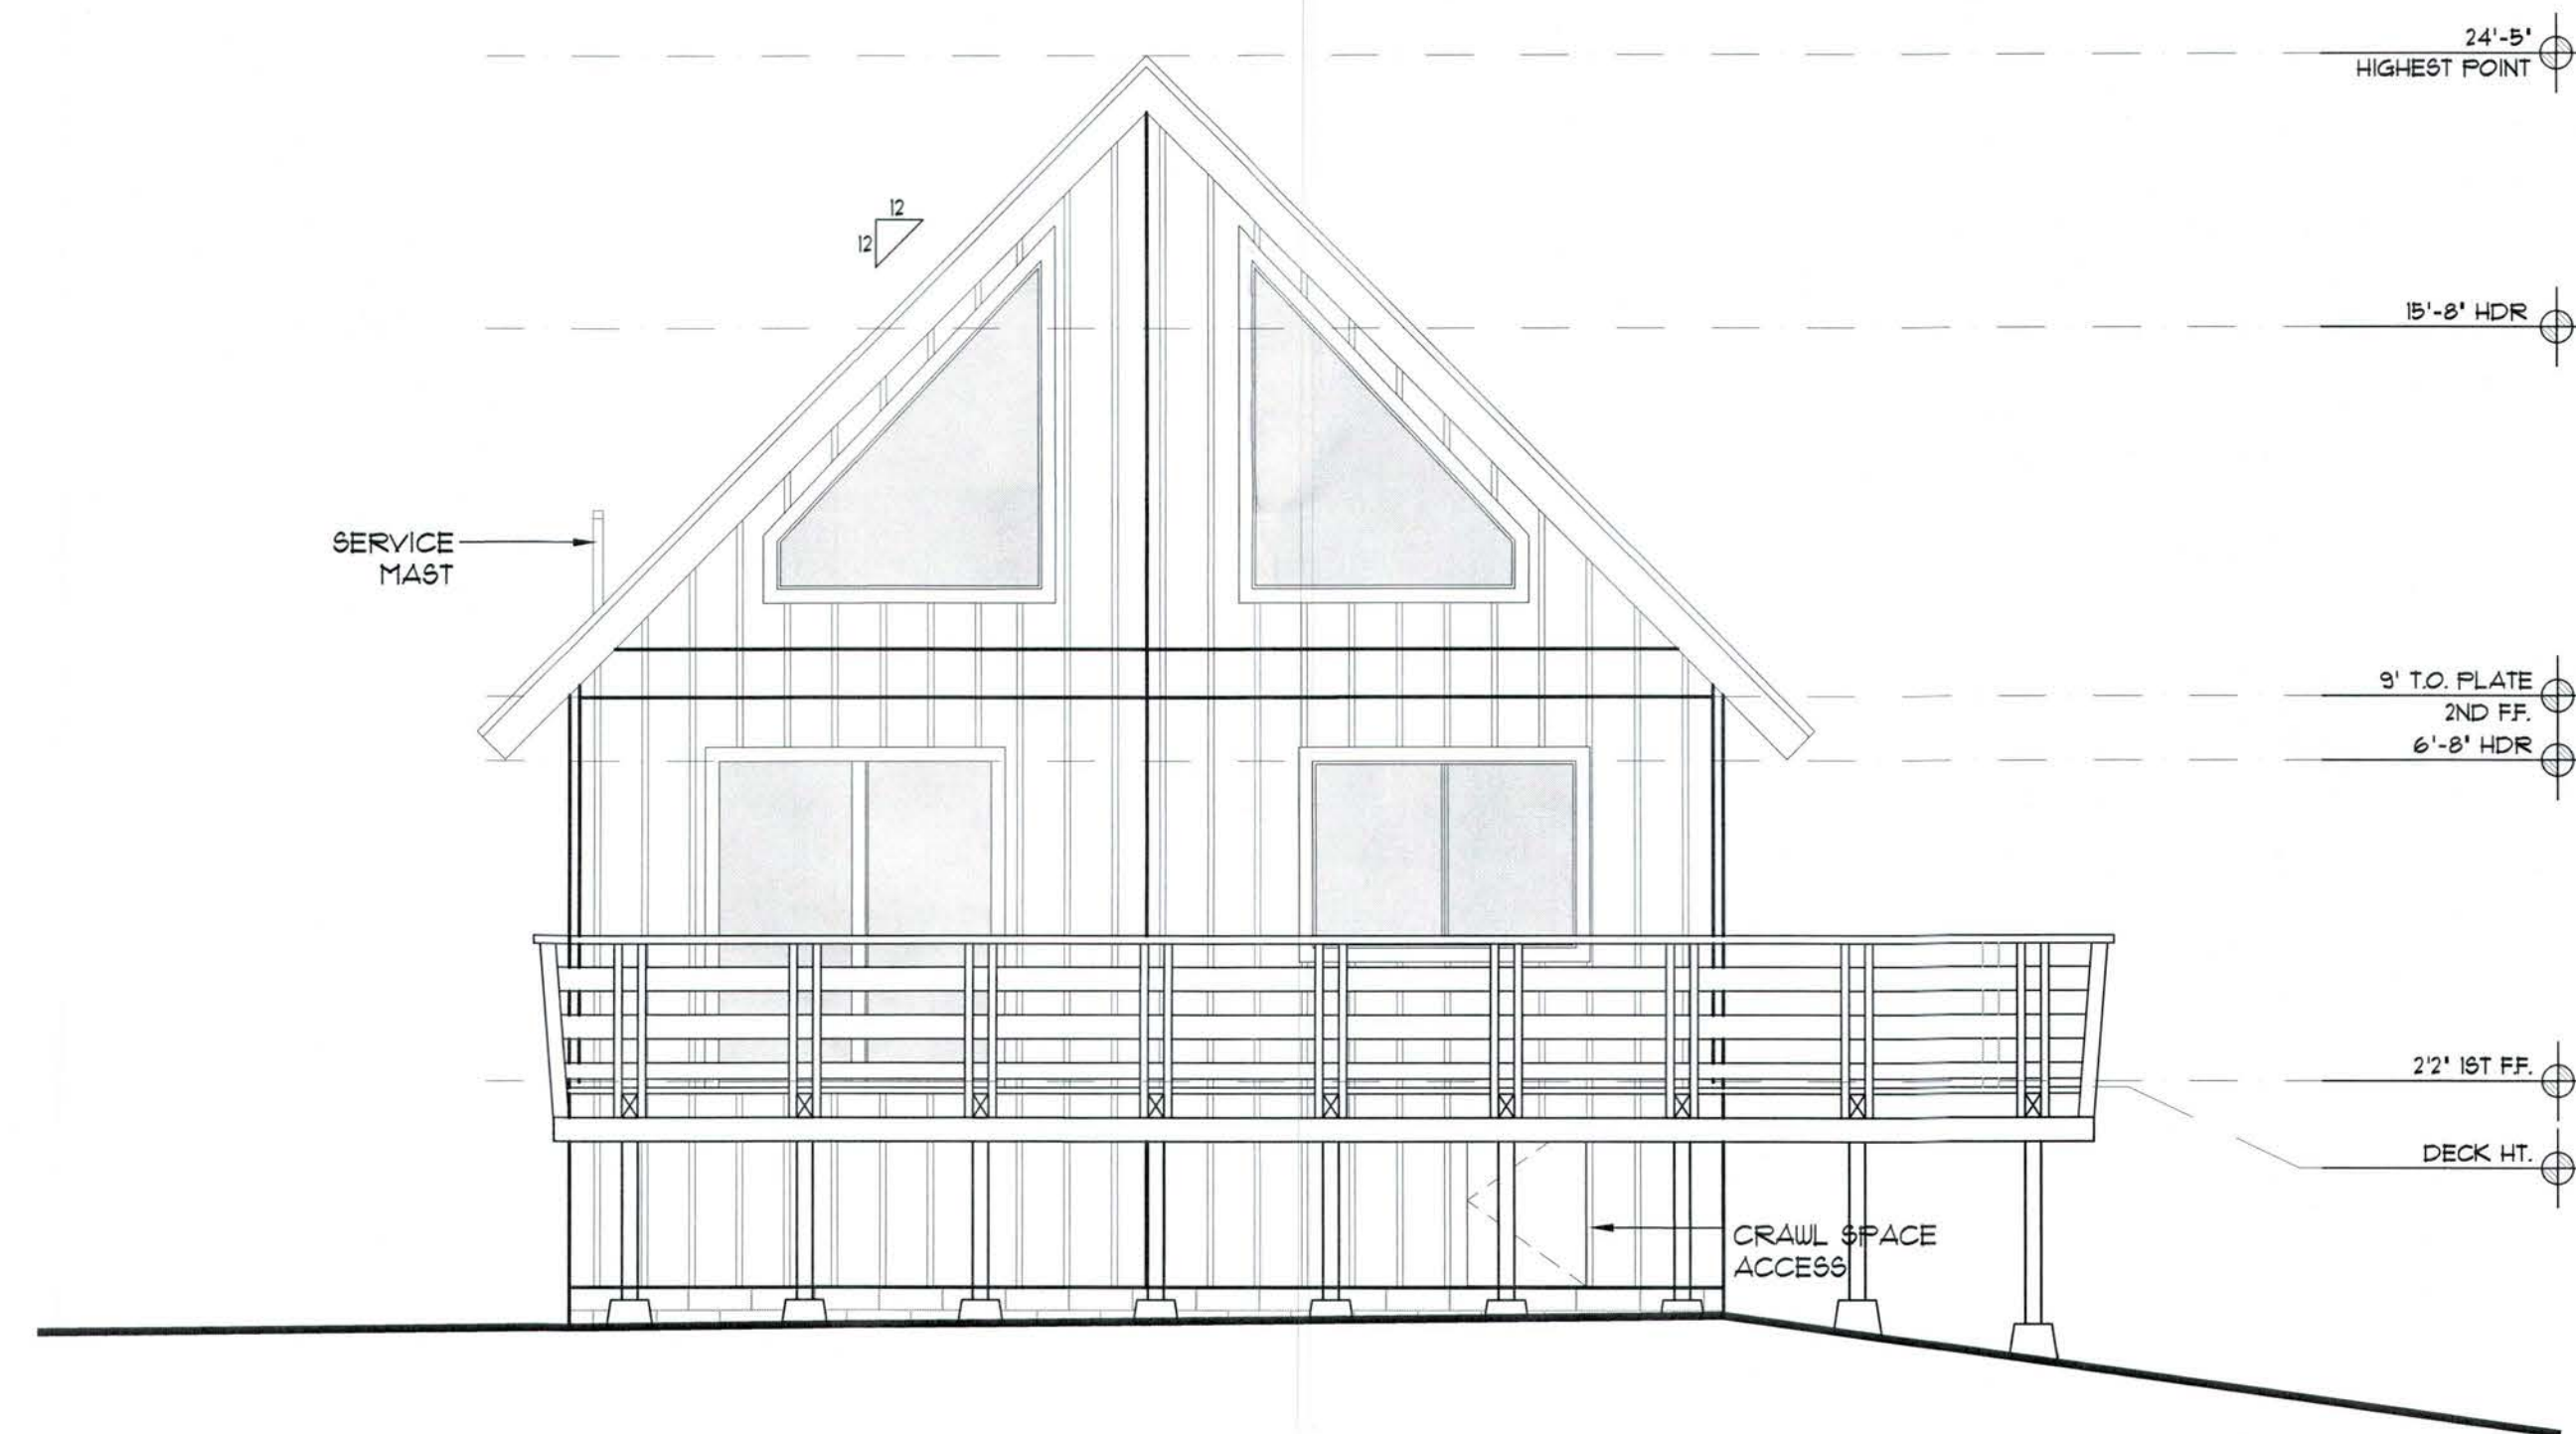 24'-5"
HIGHEST POINT
12
12
15'-8" HDR
SERVICE
MAST
9' T.O. PLATE
2ND F.F.
6'-8" HDR
2'2" 1ST F.F.
DECK HT.
CRAWL SPACE
ACCESS